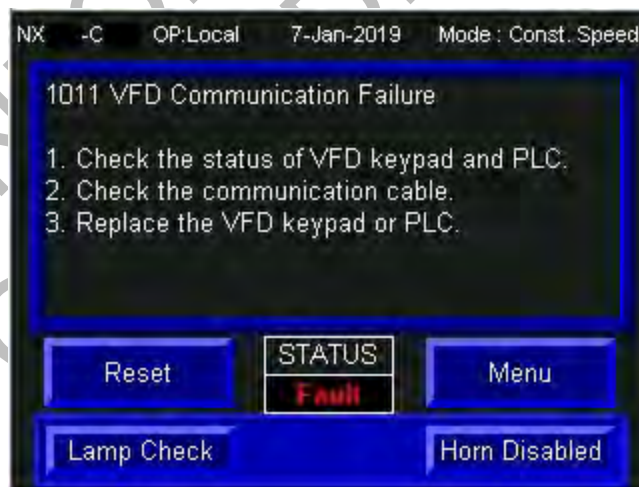 NX -C OP:Local 7-Jan-2019 Mode : Const. Speed
1011 VFD Communication Failure
1. Check the status of VFD keypad and PLC.
2. Check the communication cable.
3. Replace the VFD keypad or PLC.
Reset
STATUS
Fault
Menu
Lamp Check
Horn Disabled